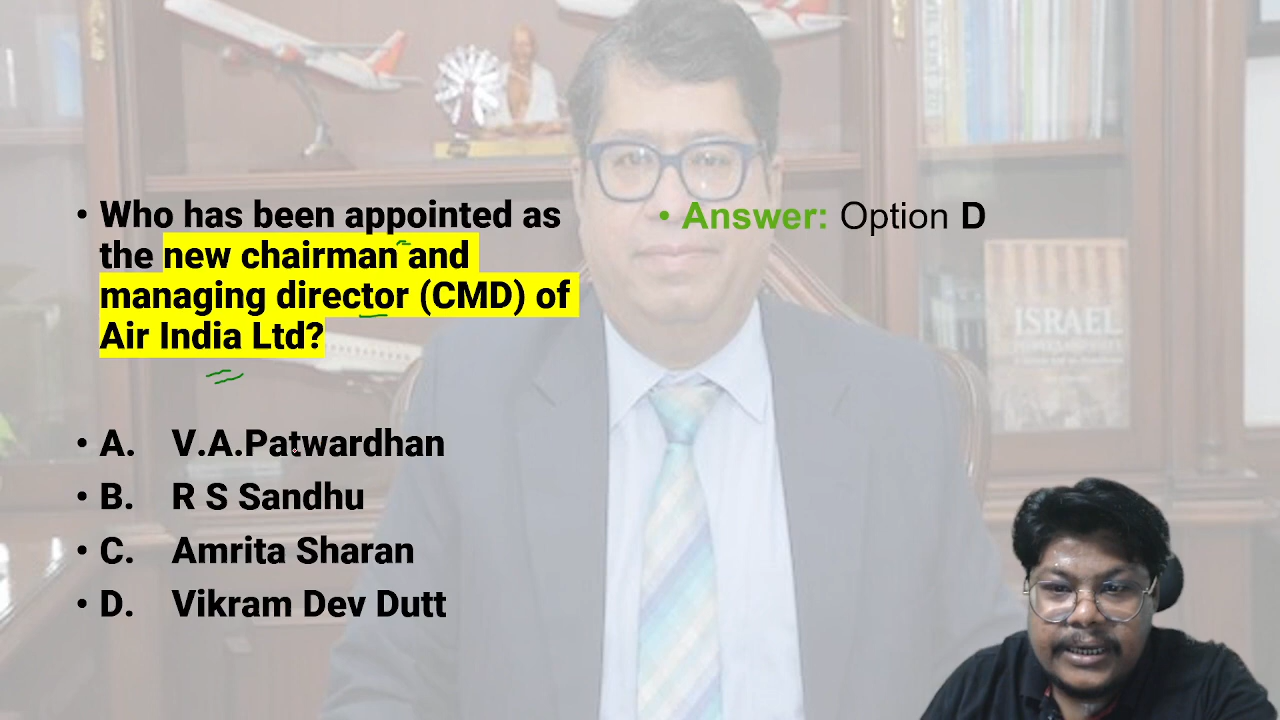 • Who has been appointed as
the new chairman and
managing director (CMD) of
Air India Ltd?
• A. V.A.Patwardhan
• B. R S Sandhu
• C. Amrita Sharan
• D. Vikram Dev Dutt
• Answer: Option D
ISRAEL